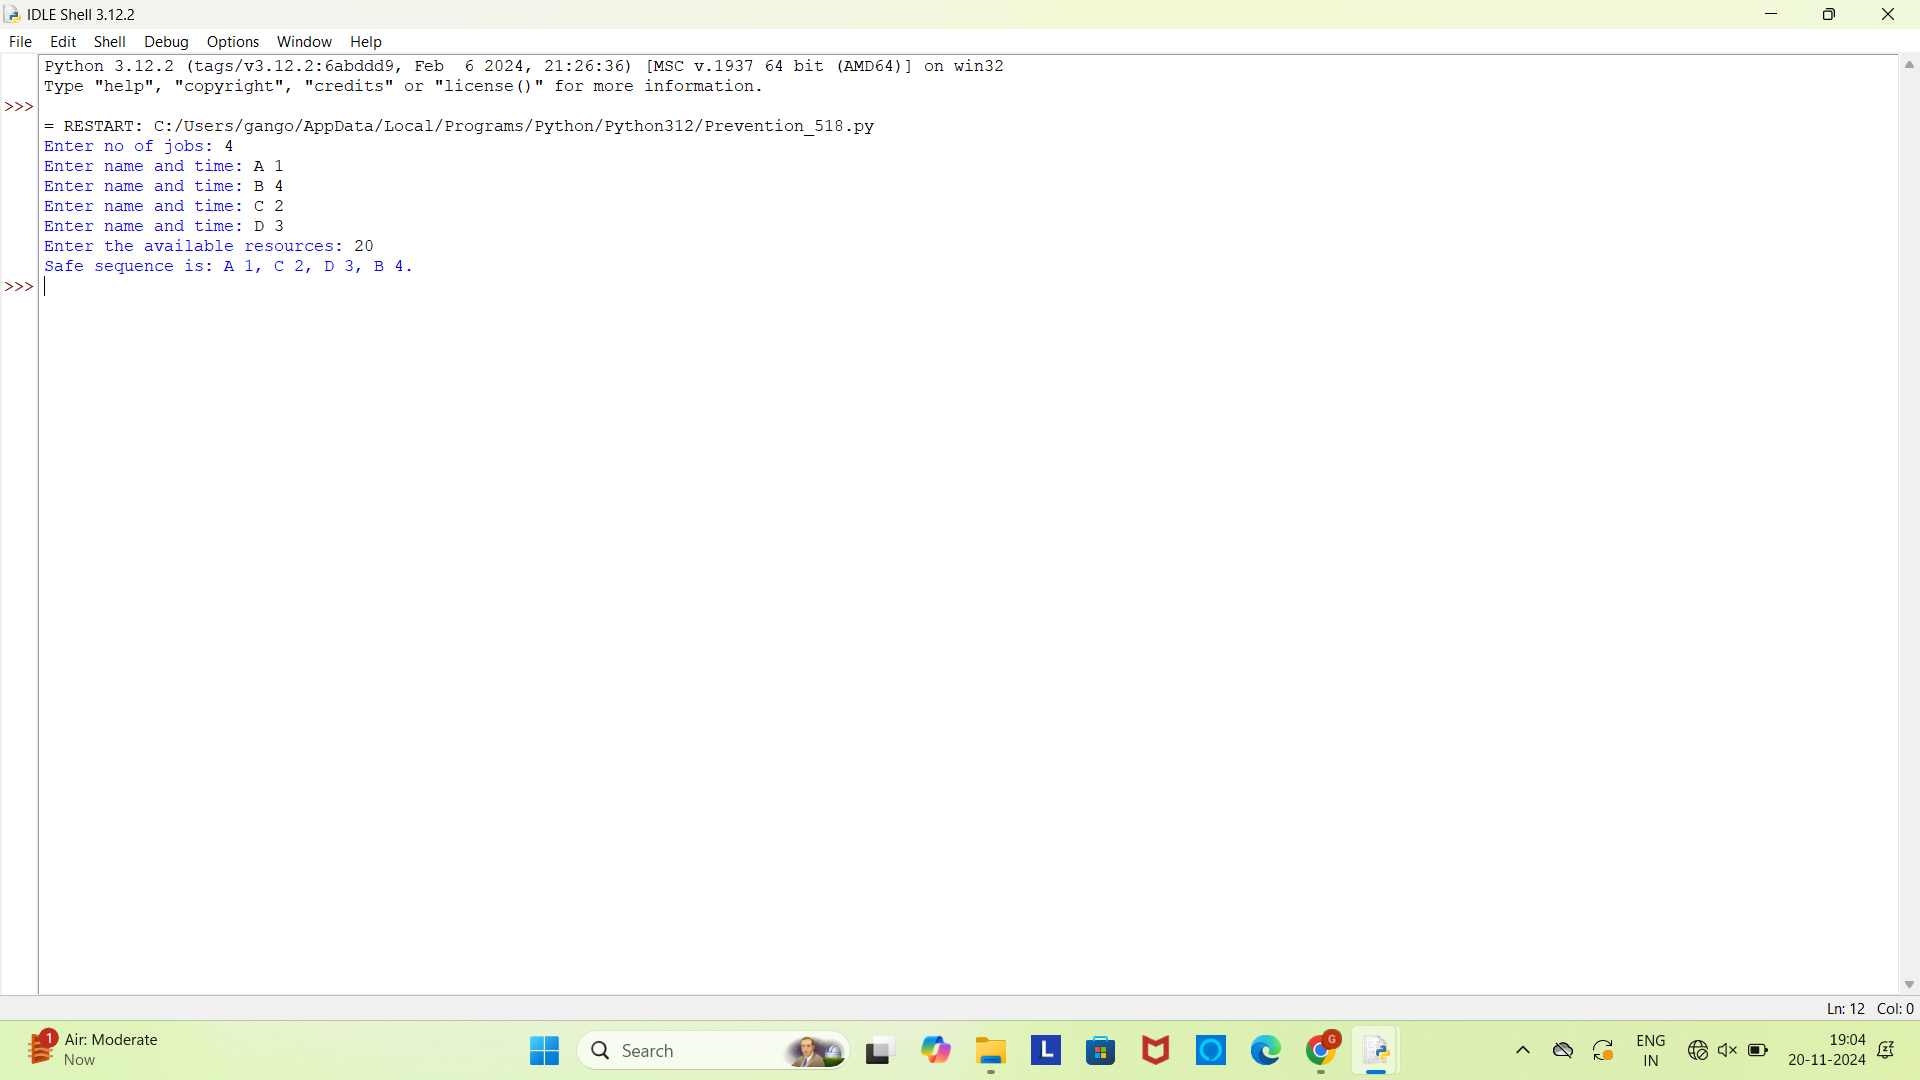 IDLE Shell 3.12.2
File Edit Shell Debug Options Window Help
Python 3.12.2 (tags/v3.12.2:6abddd9, Feb  6 2024, 21:26:36) [MSC v.1937 64 bit (AMD64)] on win32
Type "help", "copyright", "credits" or "license()" for more information.
>>>
= RESTART: C:/Users/gango/AppData/Local/Programs/Python/Python312/Prevention_518.py
Enter no of jobs: 4
Enter name and time: A 1
Enter name and time: B 4
Enter name and time: C 2
Enter name and time: D 3
Enter the available resources: 20
Safe sequence is: A 1, C 2, D 3, B 4.
>>>
Ln: 12 Col: 0
1
Air: Moderate
Now
Search
L
G
ENG
IN
19:04
20-11-2024